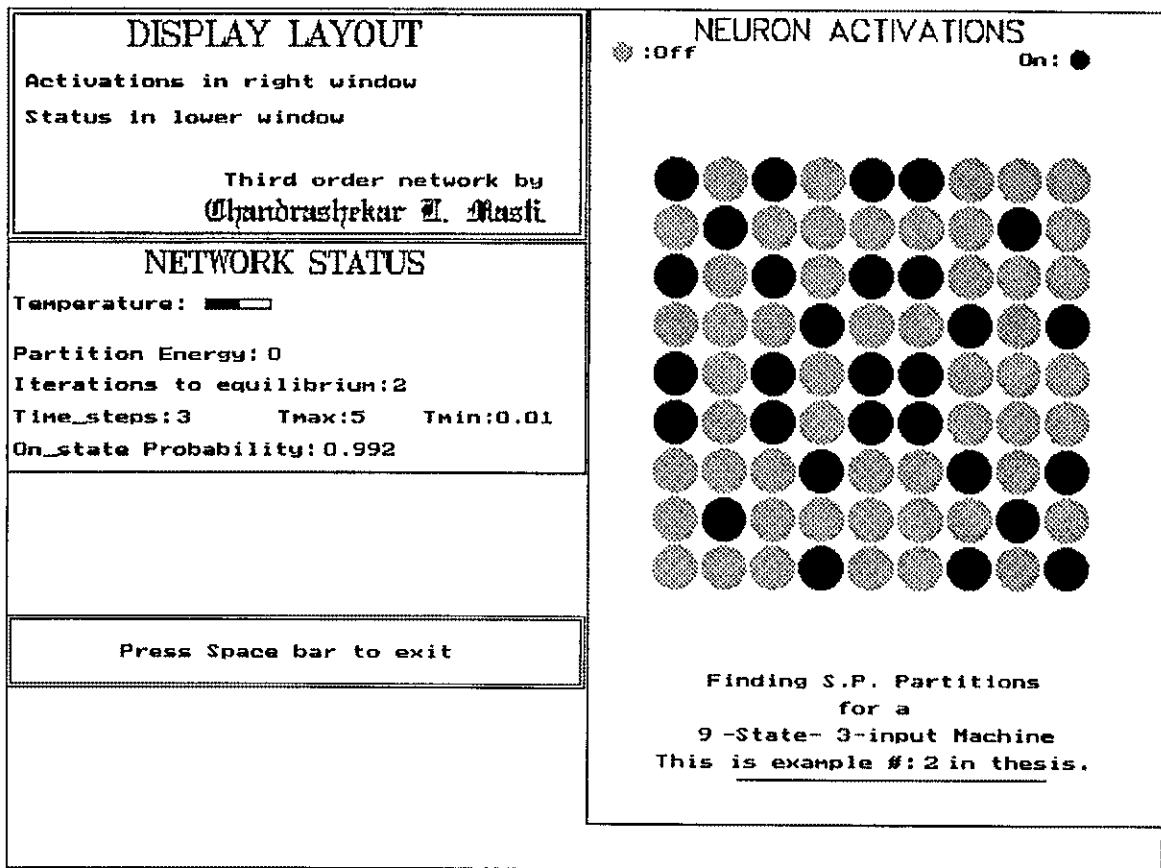 DISPLAY LAYOUT
Activations in right window
Status in lower window
Third order network by
Chandrashekar I. Masti.
NETWORK STATUS
Temperature:
Partition Energy: 0
Iterations to equilibrium:2
Time_steps:3 Tmax:5 Tmin:0.01
On_state Probability:0.992
Press Space bar to exit
NEURON ACTIVATIONS
:Off On:
Finding S.P. Partitions
for a
9 -State- 3-input Machine
This is example #: 2 in thesis.